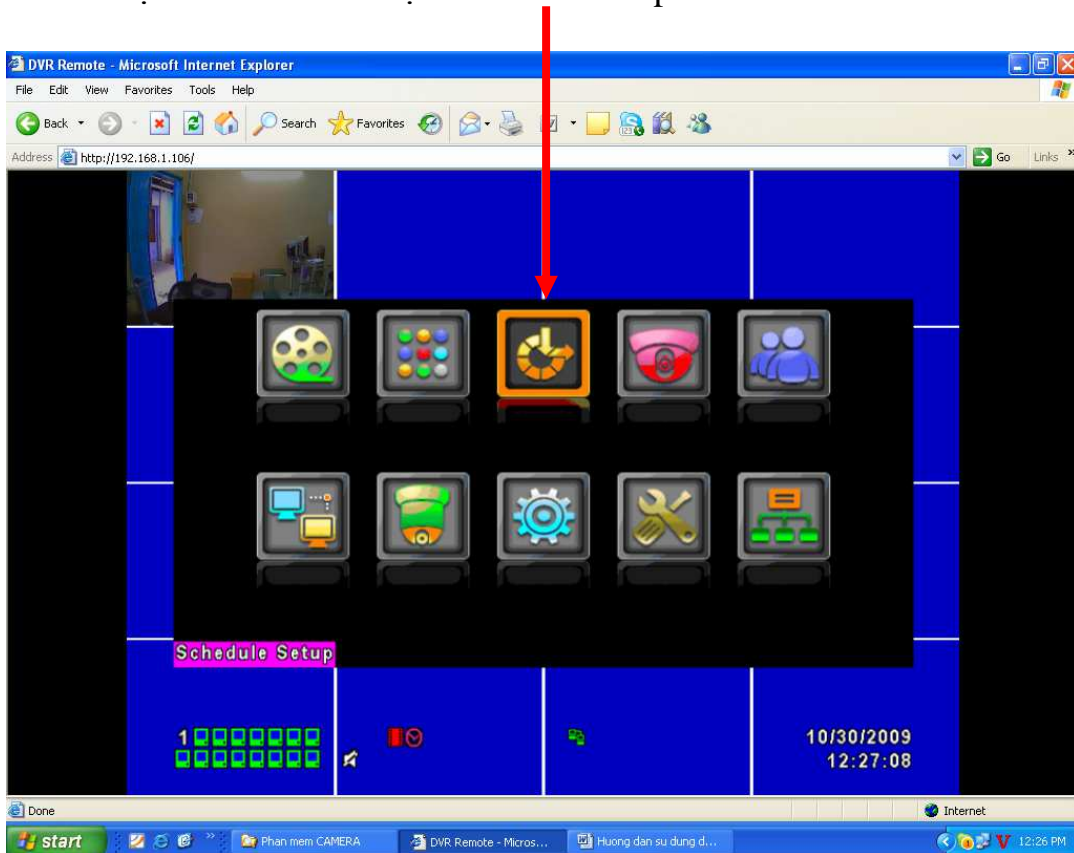 DVR Remote - Microsoft Internet Explorer
File Edit View Favorites Tools Help
Back Search Favorites
Address http://192.168.1.106/ Go Links
Schedule Setup
1
10/30/2009
12:27:08
Done Internet
start Phan mem CAMERA DVR Remote - Micros... Huong dan su dung d... 12:26 PM